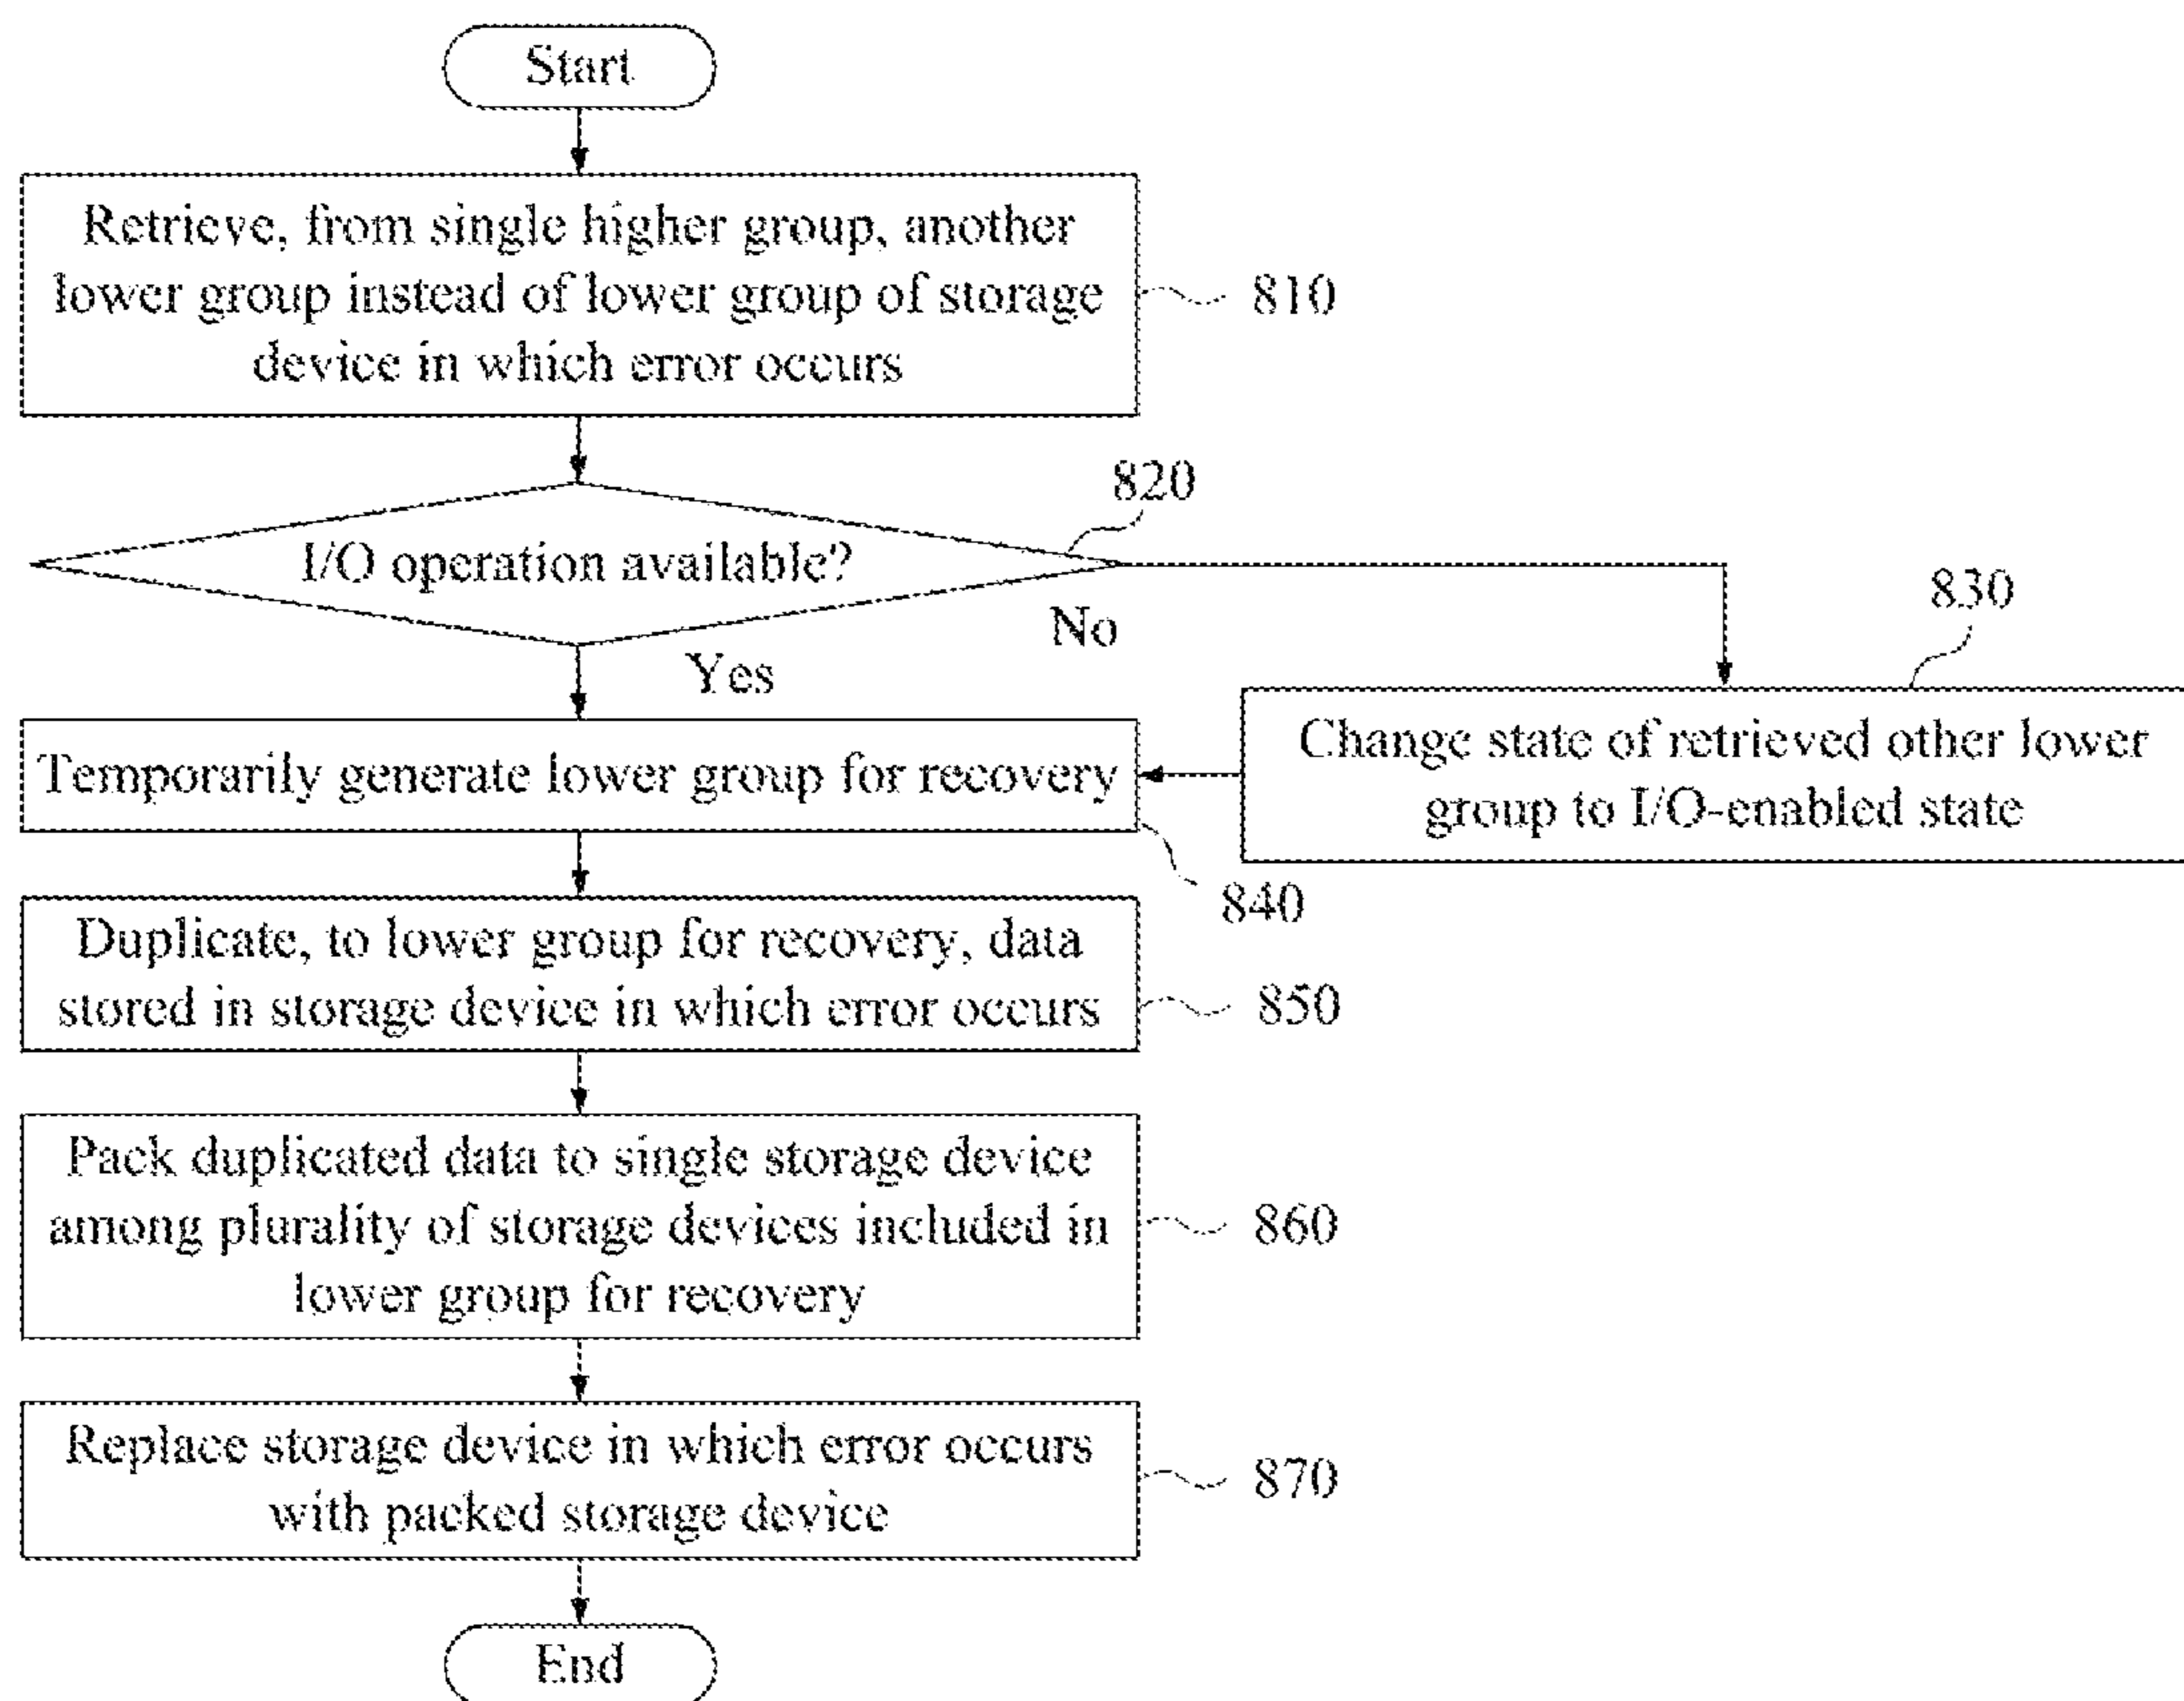 Start
Retrieve, from single higher group, another
lower group instead of lower group of storage
device in which error occurs
810
820
I/O operation available?
No
Yes
830
Change state of retrieved other lower
group to I/O-enabled state
Temporarily generate lower group for recovery
840
Duplicate, to lower group for recovery, data
stored in storage device in which error occurs
850
Pack duplicated data to single storage device
among plurality of storage devices included in
lower group for recovery
860
Replace storage device in which error occurs
with packed storage device
870
End